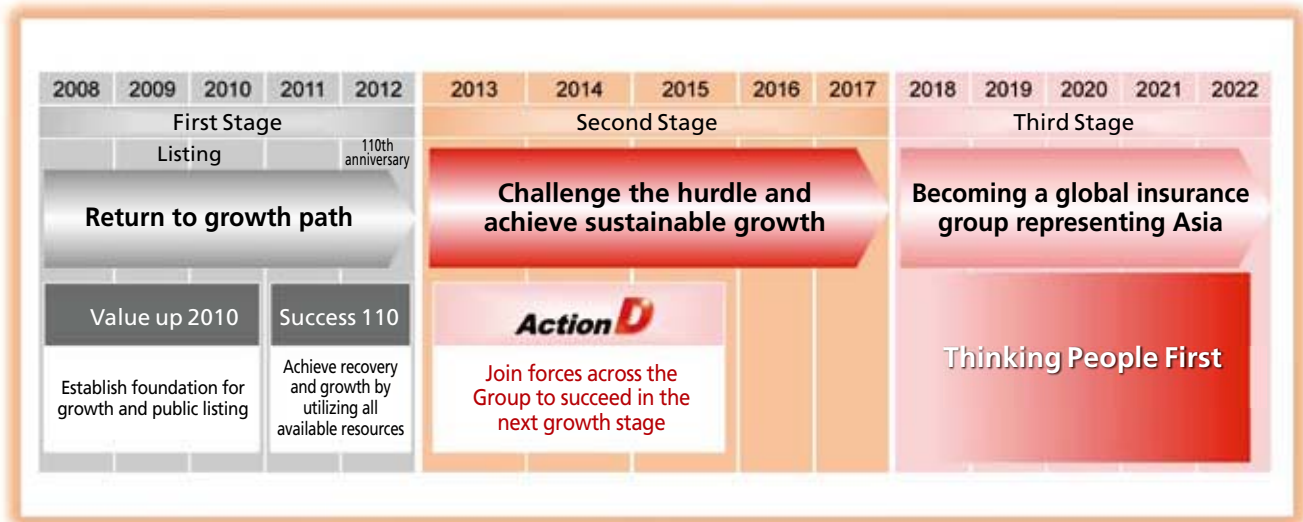 2008 2009 2010 2011 2012 2013 2014 2015 2016 2017 2018 2019 2020 2021 2022
First Stage
Second Stage
Third Stage
Listing
110th
anniversary
Return to growth path
Challenge the hurdle and
achieve sustainable growth
Becoming a global insurance
group representing Asia
Value up 2010
Establish foundation for
growth and public listing
Success 110
Achieve recovery
and growth by
utilizing all
available resources
Action D
Join forces across the
Group to succeed in the
next growth stage
Thinking People First